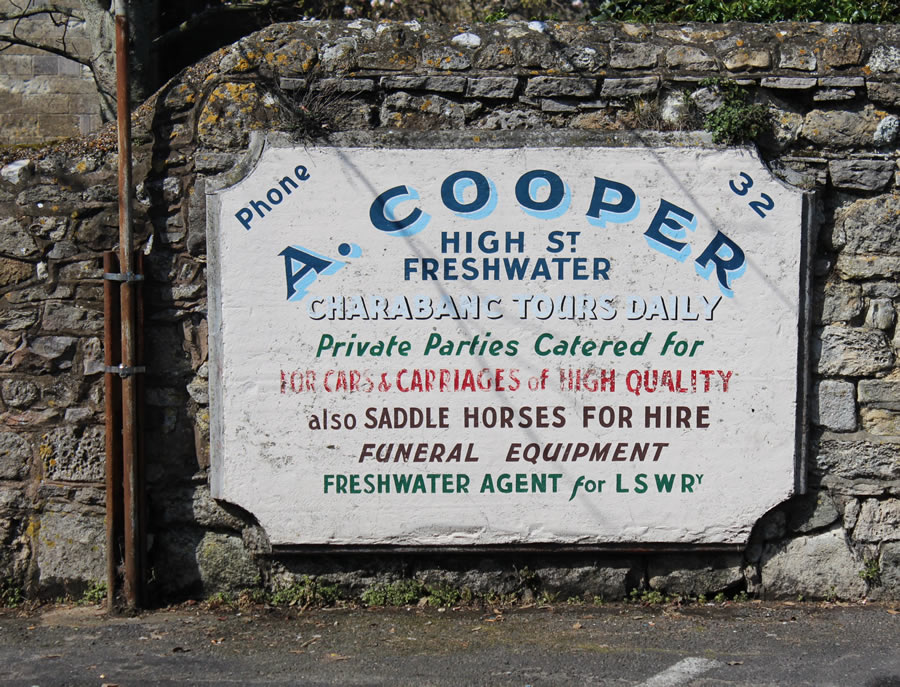 Phone 32
A. COOPER
HIGH ST
FRESHWATER
CHARABANC TOURS DAILY
Private Parties Catered for
CARS & CARRIAGES of HIGH QUALITY
also SADDLE HORSES FOR HIRE
FUNERAL EQUIPMENT
FRESHWATER AGENT for LSWRY